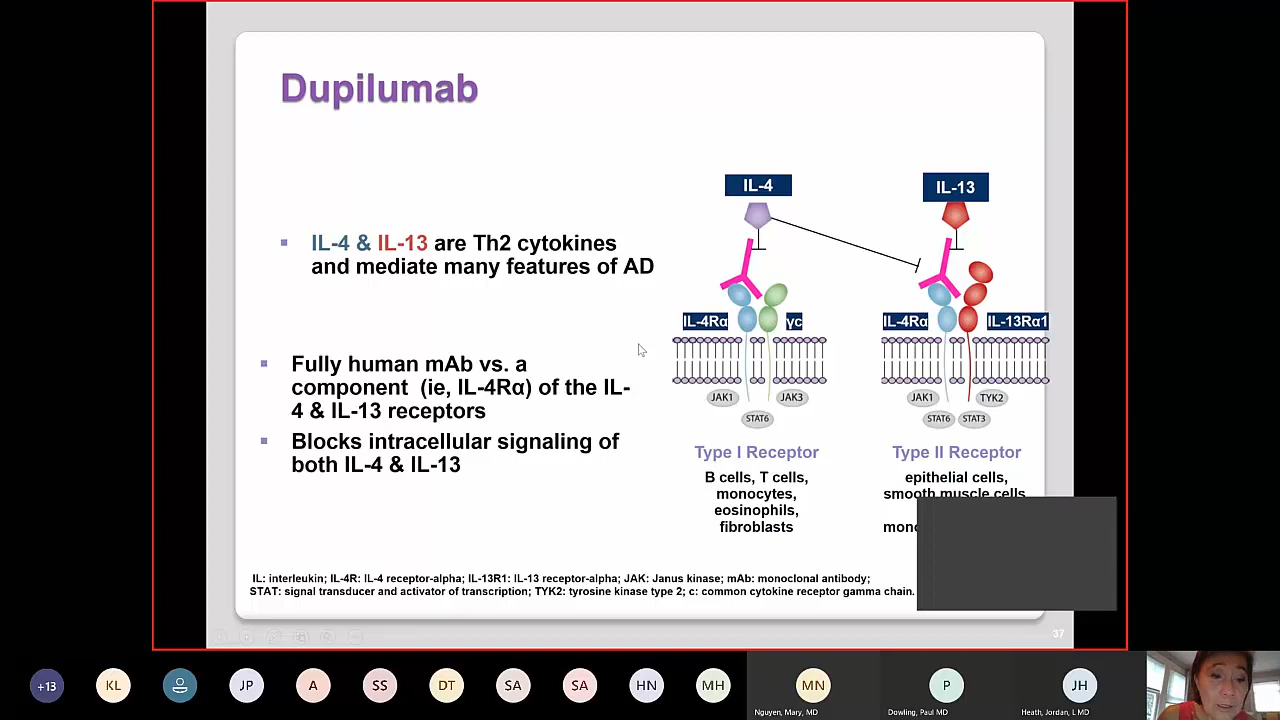 Dupilumab
IL-4 & IL-13 are Th2 cytokines
and mediate many features of AD
Fully human mAb vs. a
component (ie, IL-4Rα) of the IL-
4 & IL-13 receptors
Blocks intracellular signaling of
both IL-4 & IL-13
IL-4
IL-13
IL-4Rα
γc
IL-4Rα
IL-13Rα1
JAK1
JAK3
STAT6
JAK1
TYK2
STAT6
STAT3
Type I Receptor
B cells, T cells,
monocytes,
eosinophils,
fibroblasts
Type II Receptor
epithelial cells,
smooth muscle cells
IL: interleukin; IL-4R: IL-4 receptor-alpha; IL-13R1: IL-13 receptor-alpha; JAK: Janus kinase; mAb: monoclonal antibody;
STAT: signal transducer and activator of transcription; TYK2: tyrosine kinase type 2; c: common cytokine receptor gamma chain.
37
+13
KL
JP
A
SS
DT
SA
SA
HN
MH
MN
P
JH
Nguyen, Mary, MD
Dowling, Paul MD
Heath, Jordan, L MD